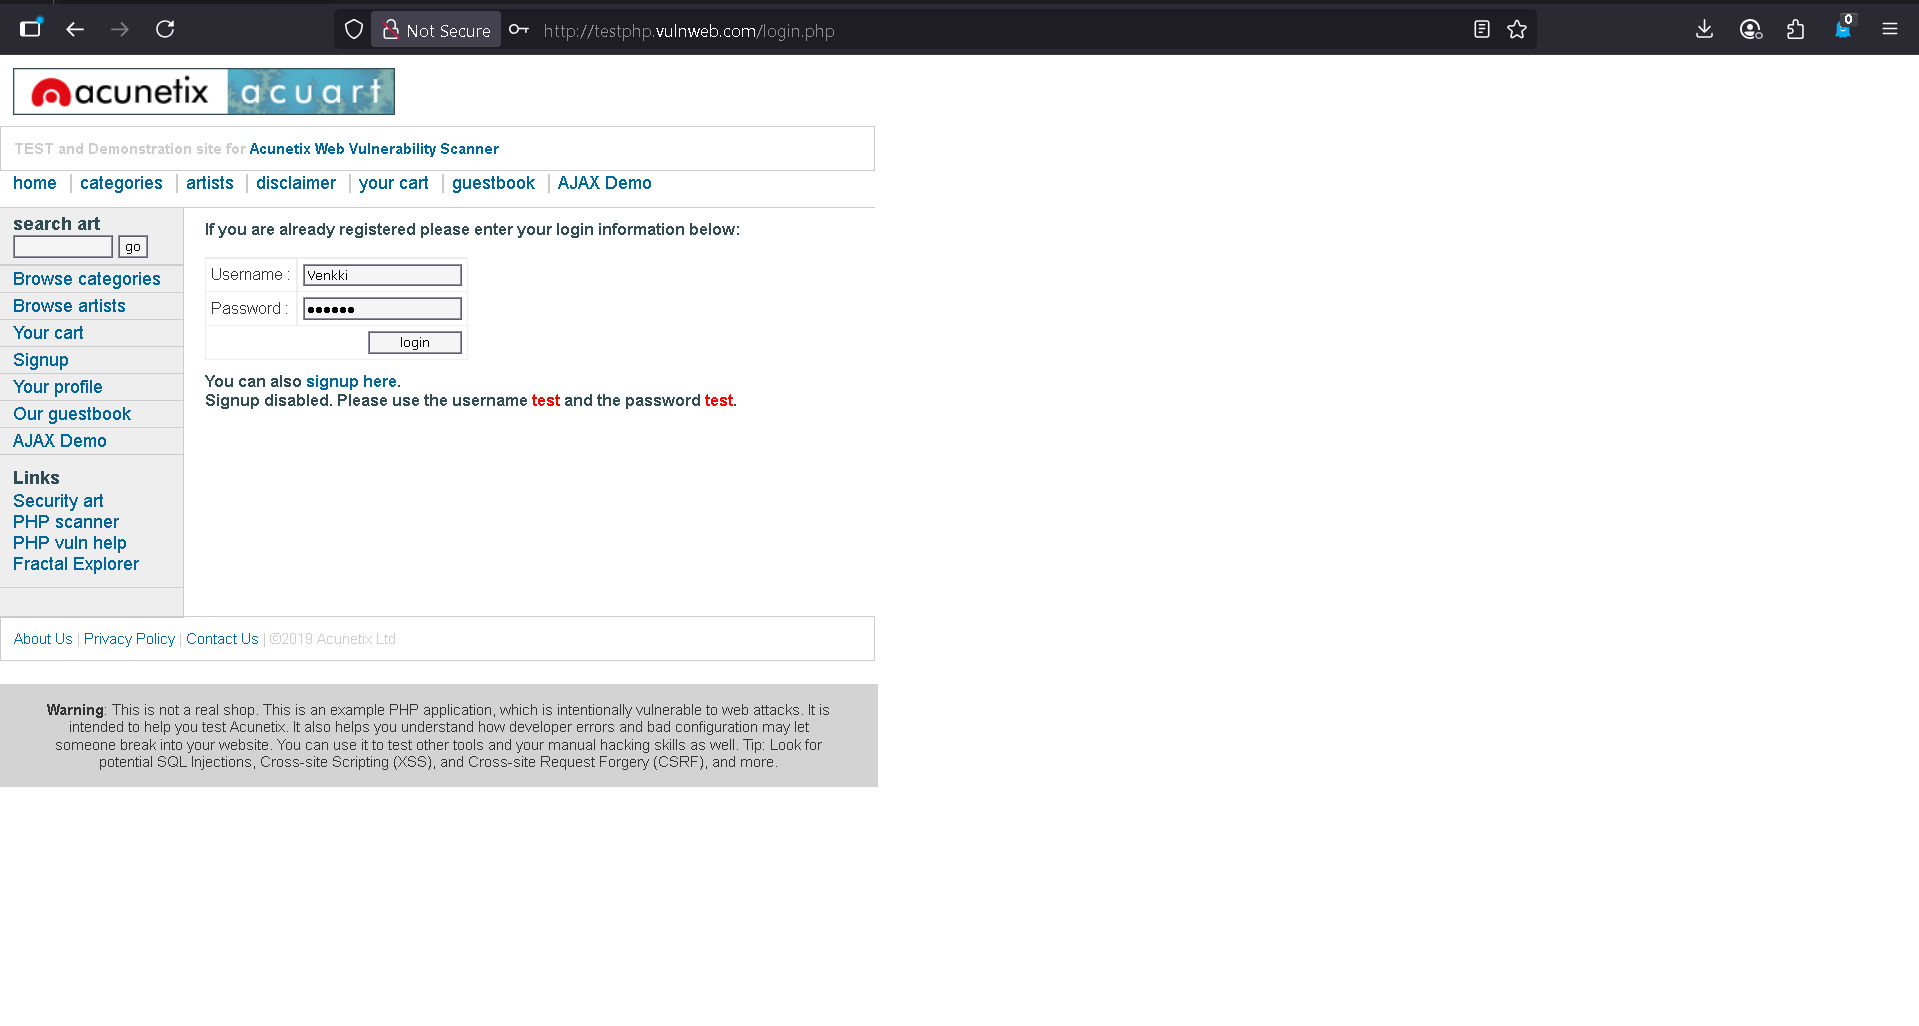 0
Not Secure
http://testphp.vulnweb.com/login.php
acunetix acuart
TEST and Demonstration site for Acunetix Web Vulnerability Scanner
home | categories | artists | disclaimer | your cart | guestbook | AJAX Demo
search art
go
Browse categories
Browse artists
Your cart
Signup
Your profile
Our guestbook
AJAX Demo
Links
Security art
PHP scanner
PHP vuln help
Fractal Explorer
If you are already registered please enter your login information below:
Username : Venkki
Password : ••••••
login
You can also signup here.
Signup disabled. Please use the username test and the password test.
About Us | Privacy Policy | Contact Us | ©2019 Acunetix Ltd
Warning: This is not a real shop. This is an example PHP application, which is intentionally vulnerable to web attacks. It is
intended to help you test Acunetix. It also helps you understand how developer errors and bad configuration may let
someone break into your website. You can use it to test other tools and your manual hacking skills as well. Tip: Look for
potential SQL Injections, Cross-site Scripting (XSS), and Cross-site Request Forgery (CSRF), and more.